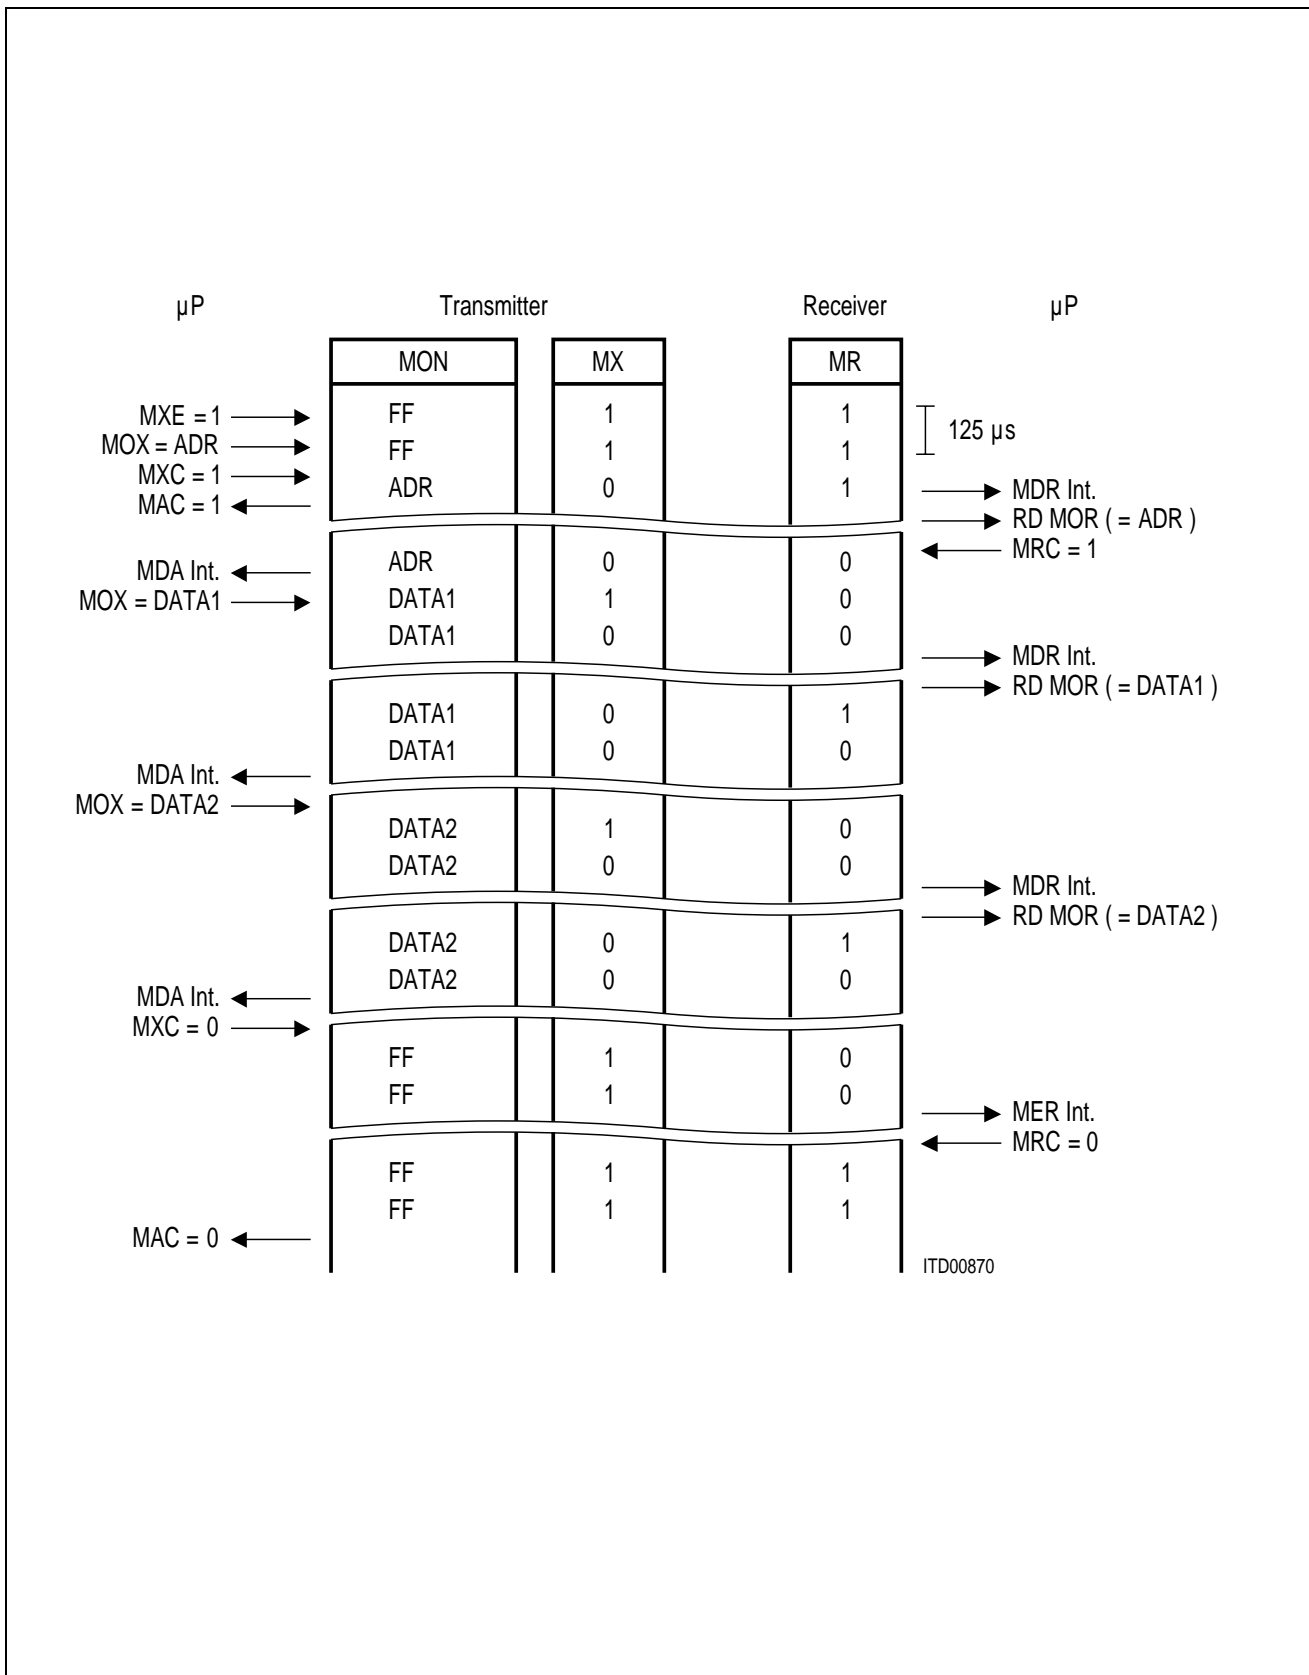 µP Transmitter Receiver µP
MON MX MR
MXE = 1 FF 1 1
125 µs
MOX = ADR FF 1 1
MXC = 1
ADR 0 1 MDR Int.
MAC = 1
RD MOR ( = ADR )
MRC = 1
ADR 0 0
MDA Int.
MOX = DATA1 DATA1 1 0
DATA1 0 0
MDR Int.
RD MOR ( = DATA1 )
DATA1 0 1
DATA1 0 0
MDA Int.
MOX = DATA2
DATA2 1 0
DATA2 0 0
MDR Int.
RD MOR ( = DATA2 )
DATA2 0 1
DATA2 0 0
MDA Int.
MXC = 0
FF 1 0
FF 1 0
MER Int.
MRC = 0
FF 1 1
FF 1 1
MAC = 0
ITD00870